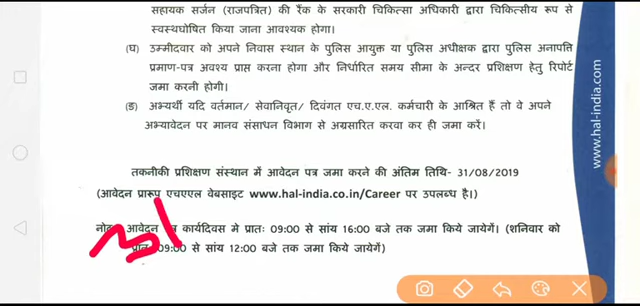 सहायक सर्जन (राजपत्रित) की रैंक के सरकारी चिकित्सा अधिकारी द्वारा चिकित्सीय रूप से
स्वस्थघोषित किया जाना आवश्यक होगा।
(घ) उम्मीदवार को अपने निवास स्थान के पुलिस आयुक्त या पुलिस अधीक्षक द्वारा पुलिस अनापत्ति
प्रमाण-पत्र अवश्य प्राप्त करना होगा और निर्धारित समय सीमा के अन्दर प्रशिक्षण हेतु रिपोर्ट
जमा करनी होगी।
(ङ) अभ्यर्थी यदि वर्तमान/ सेवानिवृत/ दिवंगत एच.ए.एल. कर्मचारी के आश्रित हैं तो वे अपने
अभ्यावेदन पर मानव संसाधन विभाग से अग्रसारित करवा कर ही जमा करें।
तकनीकी प्रशिक्षण संस्थान में आवेदन पत्र जमा करने की अंतिम तिथि- 31/08/2019
(आवेदन प्रारूप एचएएल वेबसाइट www.hal-india.co.in/Career पर उपलब्ध है।)
आवेदन कार्यदिवस मे प्रातः 09:00 से सांय 16:00 बजे तक जमा किये जायेगें। (शनिवार को
09:00 से सांय 12:00 बजे तक जमा किये जायेगें)
www.hal-india.com